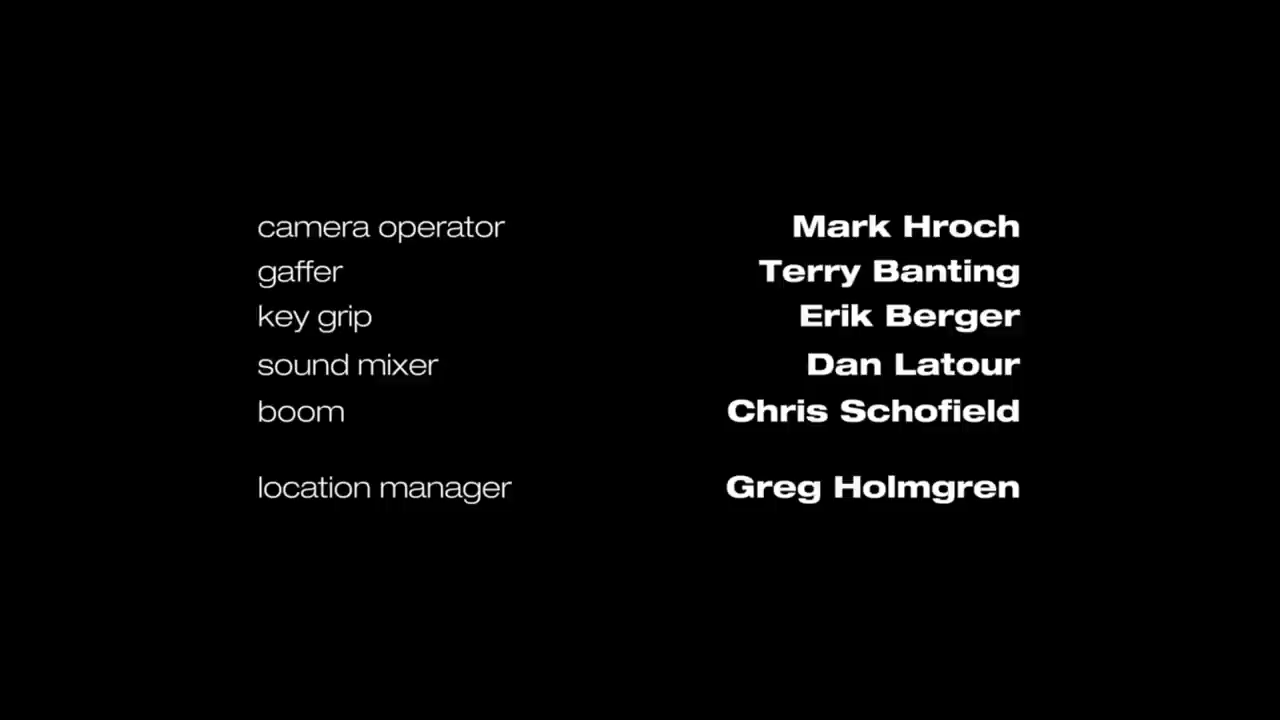 camera operator Mark Hroch
gaffer Terry Banting
key grip Erik Berger
sound mixer Dan Latour
boom Chris Schofield
location manager Greg Holmgren